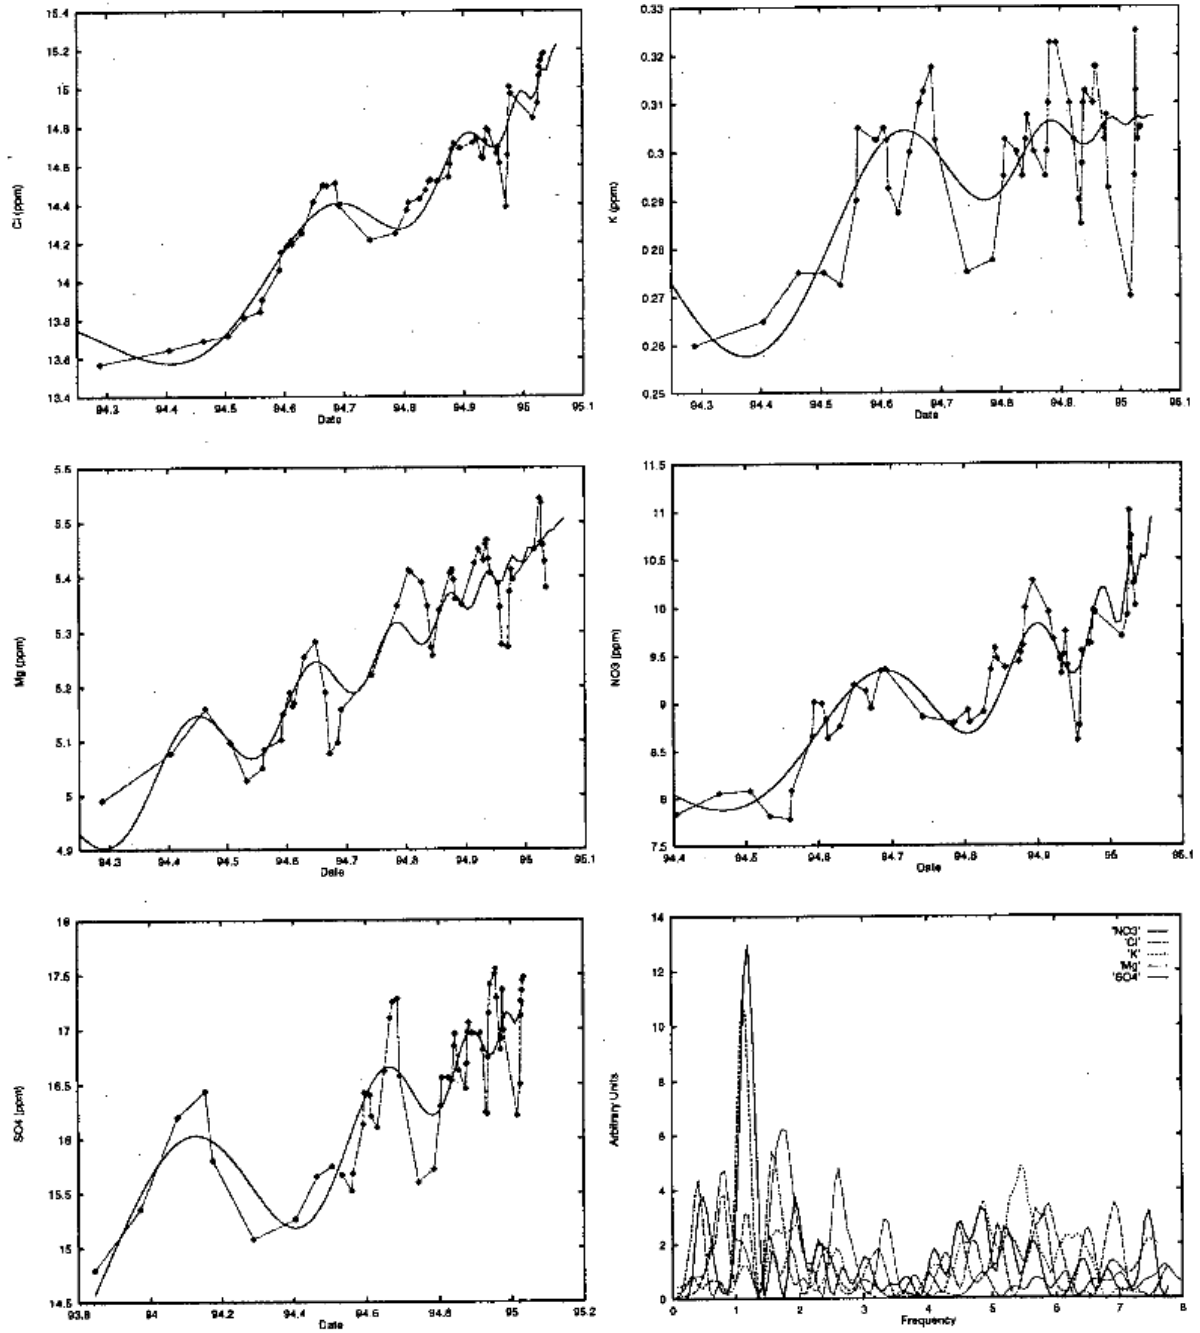 15.4
15.2
15
14.8
14.6
14.4
14.2
14
13.8
13.6
13.4
Cl (ppm)
94.3 94.4 94.5 94.6 94.7 94.8 94.9 95 95.1
Date
0.33
0.32
0.31
0.3
0.29
0.28
0.27
0.26
0.25
K (ppm)
94.3 94.4 94.5 94.6 94.7 94.8 94.9. 95 95.1
Date
5.6
5.5
5.4
5.3
5.2
5.1
5
4.9
Mg (ppm)
94.3 94.4 94.5 94.6 94.7 94.8 94.9 95 95.1
Date
11.5
11
10.5
10
9.5
9
8.5
8
7.5
NO3 (ppm)
94.4 94.5 94.6 94.7 94.8 94.9 95 95.1
Date
18
17.5
17
16.5
16
15.5
15
14.5
SO4 (ppm)
93.8 94 94.2 94.4 94.6 94.8 95 95.2
Date
14
12
10
8
6
4
2
0
Arbitrary Units
'NO3'
'Cl'
'K'
'Mg'
'SO4'
0 1 2 3 4 5 6 7 8
Frequency